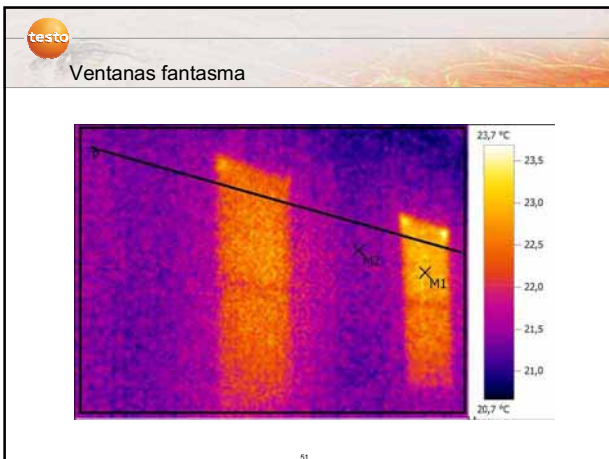 testo
Ventanas fantasma
23,7 °C
23,5
23,0
22,5
22,0
21,5
21,0
20,7 °C
M2
M1
51